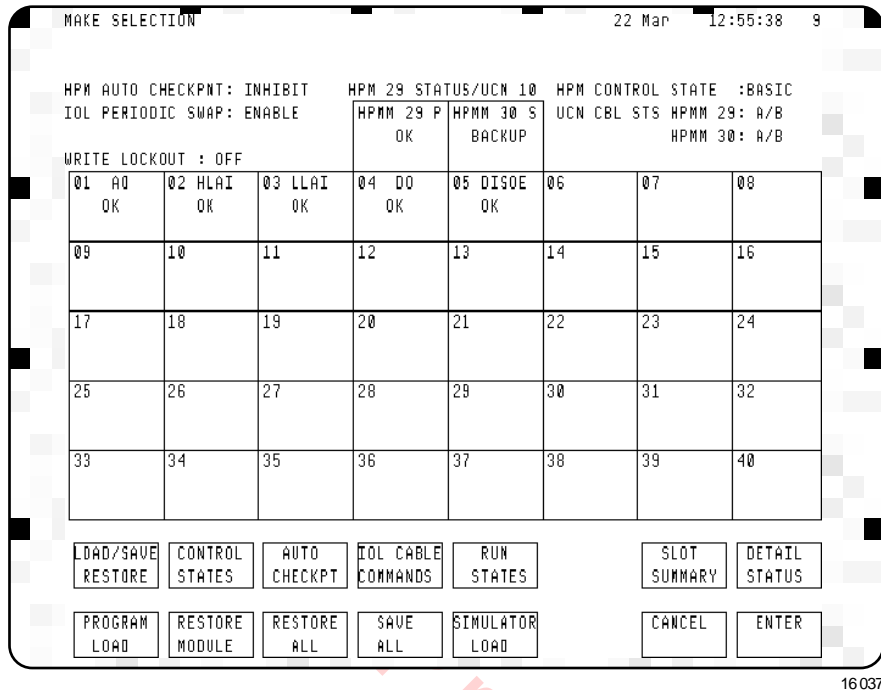 MAKE SELECTION 22 Mar 12:55:38 9
HPM AUTO CHECKPNT: INHIBIT HPM 29 STATUS/UCN 10 HPM CONTROL STATE :BASIC
IOL PERIODIC SWAP: ENABLE HPMM 29 P HPMM 30 S UCN CBL STS HPMM 29: A/B
OK BACKUP HPMM 30: A/B
WRITE LOCKOUT : OFF
01 AO 02 HLAI 03 LLAI 04 DO 05 DISOE 06 07 08
OK OK OK OK OK
09 10 11 12 13 14 15 16
17 18 19 20 21 22 23 24
25 26 27 28 29 30 31 32
33 34 35 36 37 38 39 40
LOAD/SAVE CONTROL AUTO IOL CABLE RUN SLOT DETAIL
RESTORE STATES CHECKPT COMMANDS STATES SUMMARY STATUS
PROGRAM RESTORE RESTORE SAVE SIMULATOR CANCEL ENTER
LOAD MODULE ALL ALL LOAD
16037